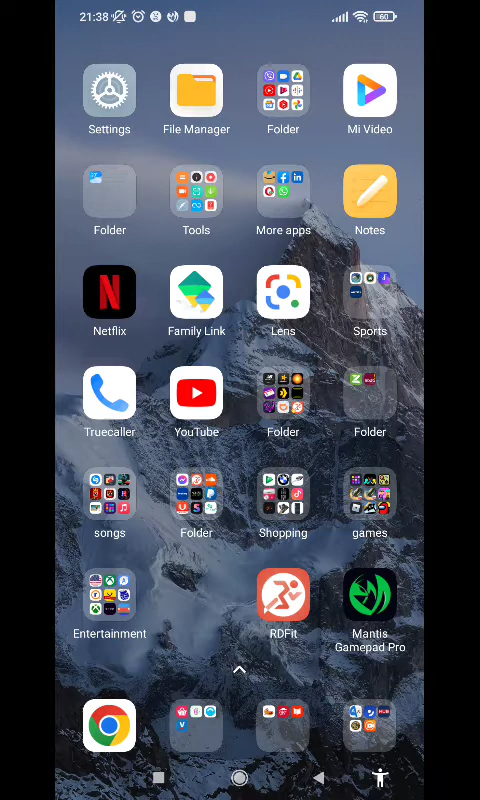 21:38
60
Settings
File Manager
Folder
Mi Video
Folder
Tools
More apps
Notes
N
Netflix
Family Link
Lens
Sports
Truecaller
YouTube
Folder
Folder
songs
Folder
Shopping
games
Entertainment
RDFit
Mantis
Gamepad Pro